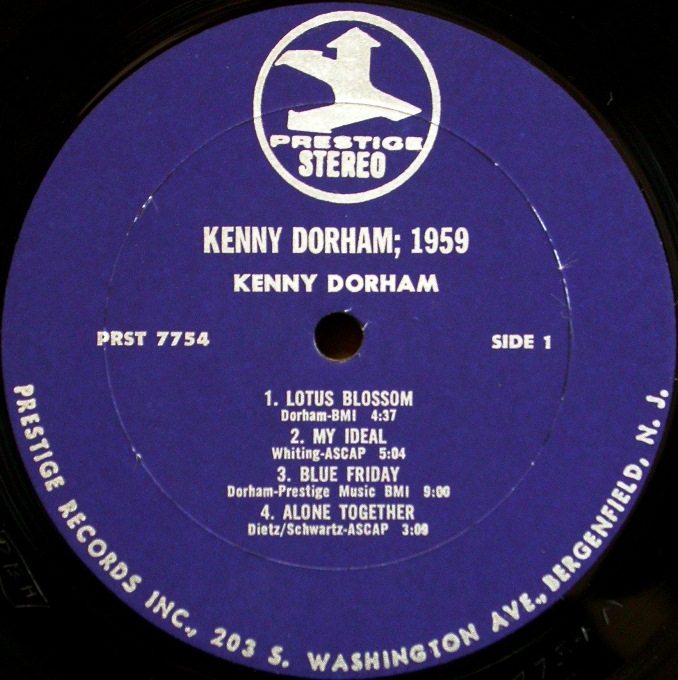 PRESTIGE
STEREO
KENNY DORHAM; 1959
KENNY DORHAM
PRST 7754
SIDE 1
1. LOTUS BLOSSOM
Dorham-BMI 4:37
2. MY IDEAL
Whiting-ASCAP 5:04
3. BLUE FRIDAY
Dorham-Prestige Music BMI 9:00
4. ALONE TOGETHER
Dietz/Schwartz-ASCAP 3:09
PRESTIGE RECORDS INC., 203 S. WASHINGTON AVE., BERGENFIELD, N. J.